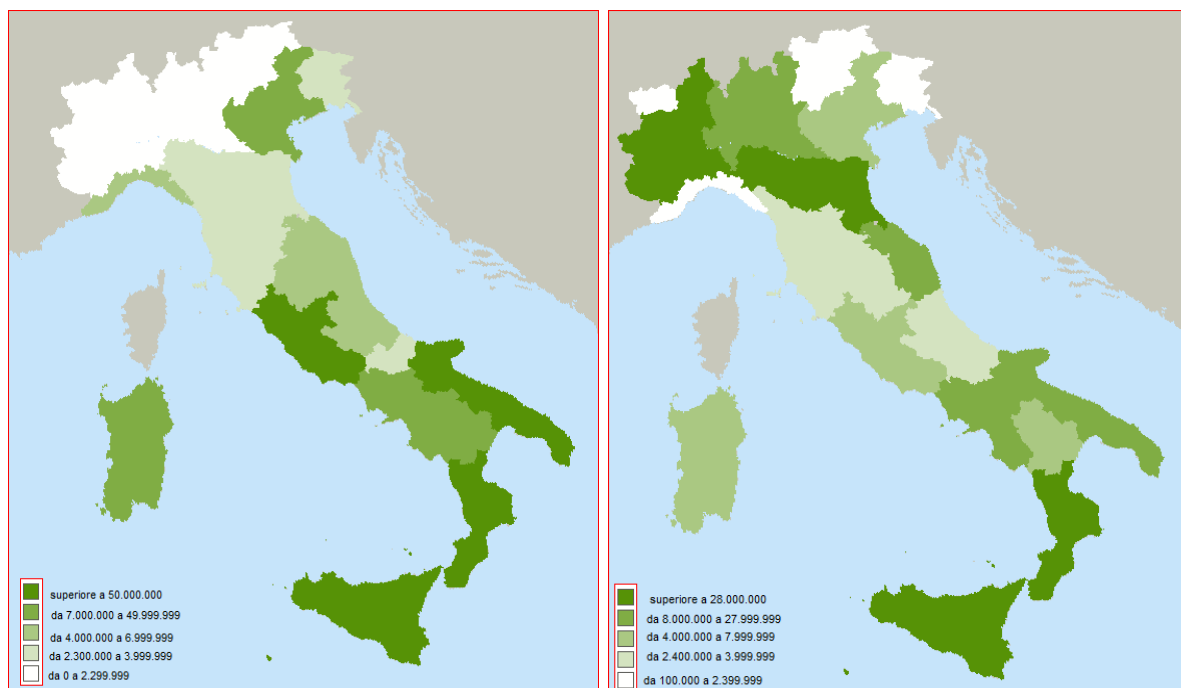 superiore a 50.000.000
da 7.000.000 a 49.999.999
da 4.000.000 a 6.999.999
da 2.300.000 a 3.999.999
da 0 a 2.299.999
superiore a 28.000.000
da 8.000.000 a 27.999.999
da 4.000.000 a 7.999.999
da 2.400.000 a 3.999.999
da 100.000 a 2.399.999